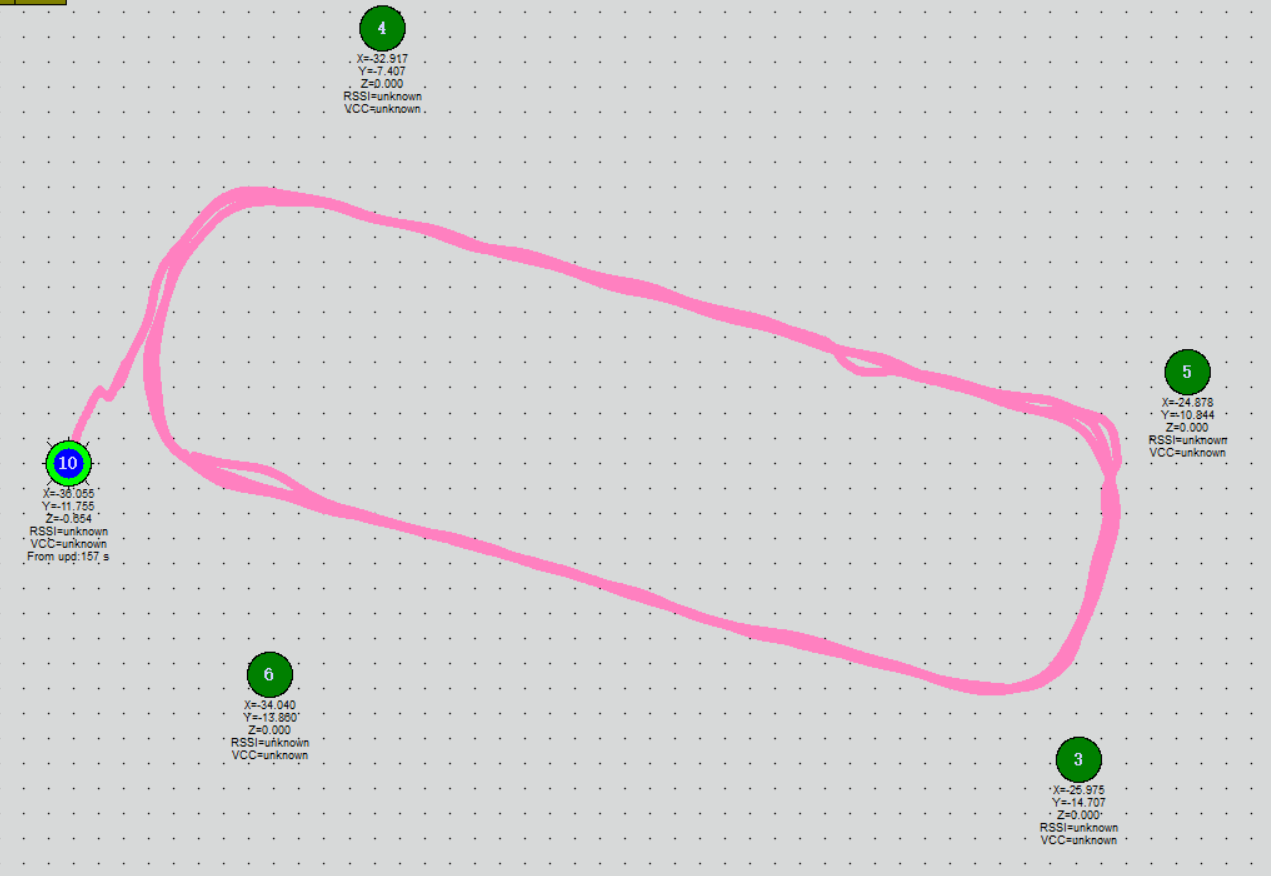 4
X=-32.917
Y=-7.407
Z=0.000
RSSI=unknown
VCC=unknown
5
X=-24.878
Y=-10.844
Z=0.000
RSSI=unknown
VCC=unknown
10
X=-36.055
Y=-11.755
Z=-0.654
RSSI=unknown
VCC=unknown
From upd:157 s
6
X=-34.040
Y=-13.860
Z=0.000
RSSI=unknown
VCC=unknown
3
X=-25.975
Y=-14.707
Z=0.000
RSSI=unknown
VCC=unknown